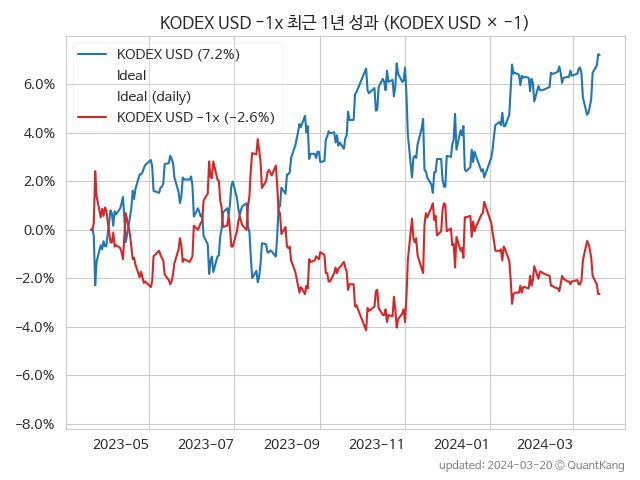 KODEX USD −1x 최근 1년 성과 (KODEX USD × −1)
KODEX USD (7.2%)
Ideal
Ideal (daily)
KODEX USD −1x (−2.6%)
6.0%
4.0%
2.0%
0.0%
−2.0%
−4.0%
−6.0%
−8.0%
2023-05
2023-07
2023-09
2023-11
2024-01
2024-03
updated: 2024-03-20 © QuantKang